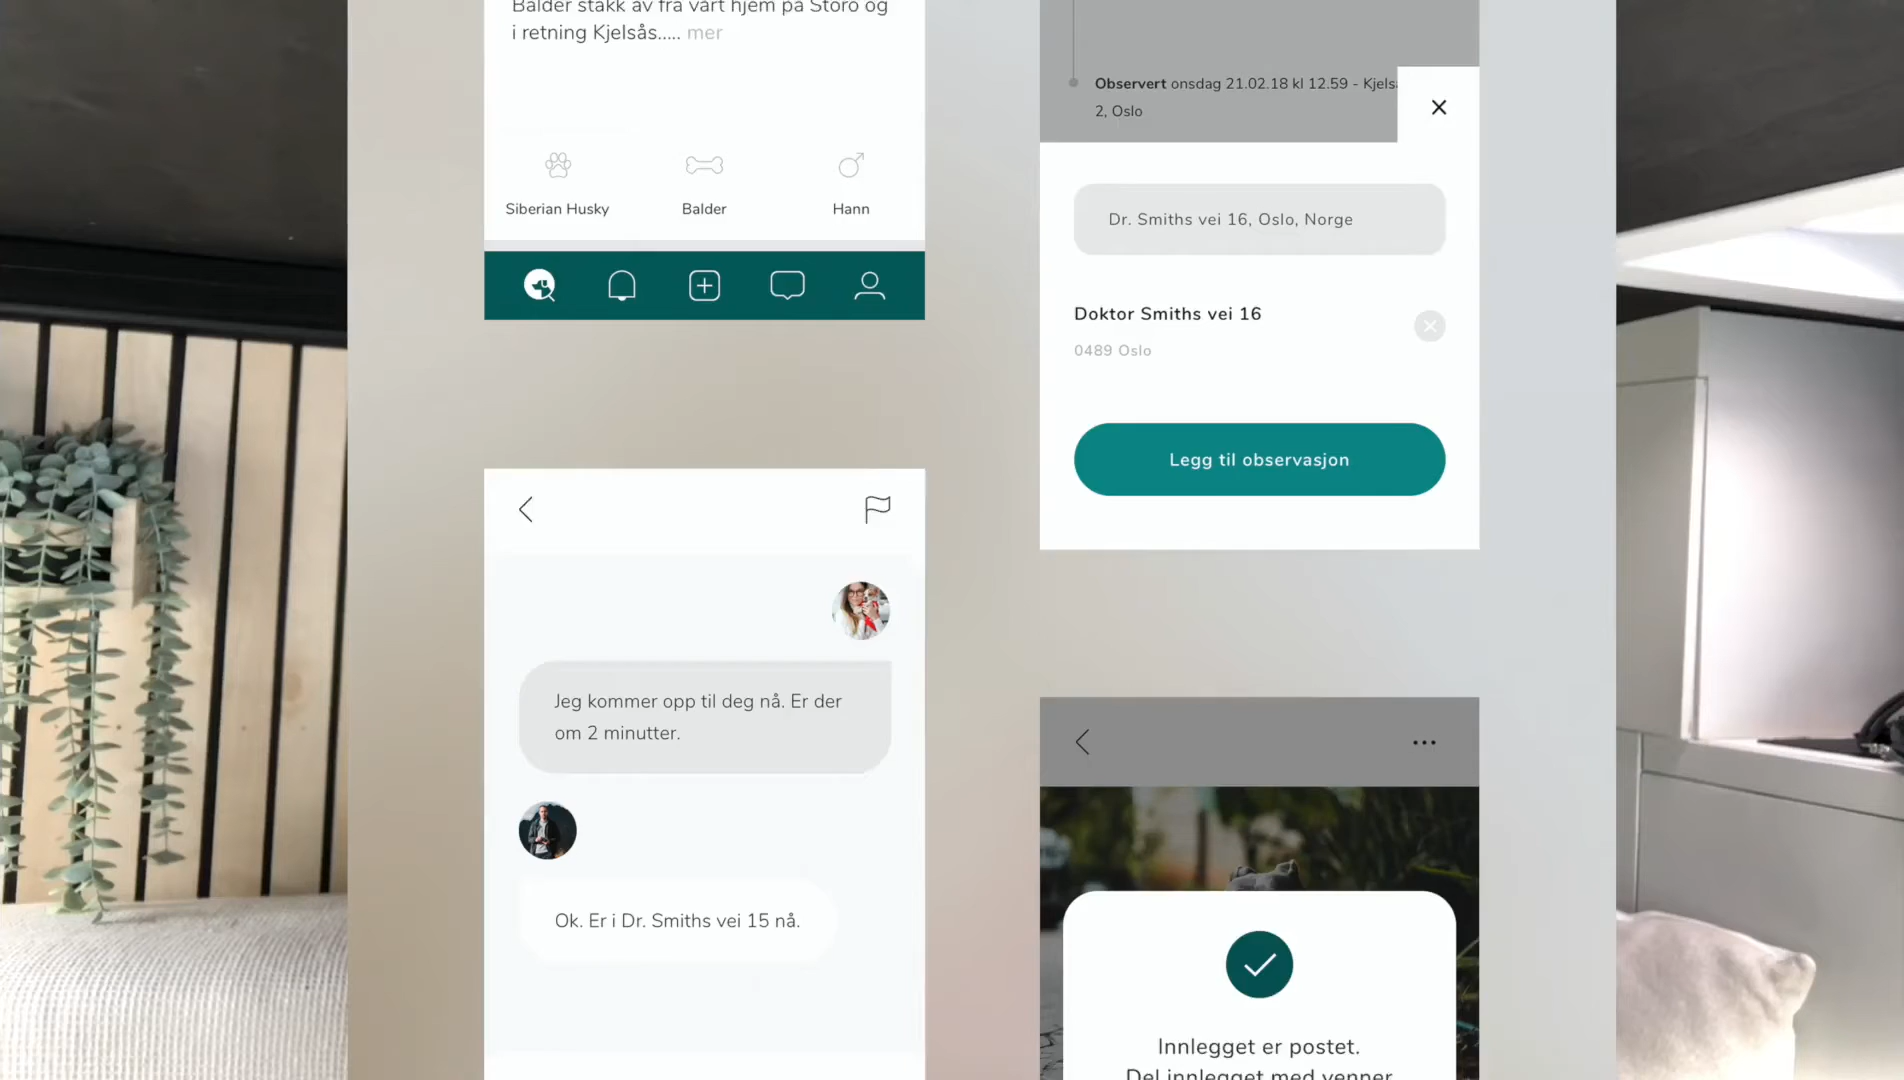 Balder stakk av fra vårt hjem på Storo og
i retning Kjelsås..... mer
Siberian Husky
Balder
Hann
Jeg kommer opp til deg nå. Er der
om 2 minutter.
Ok. Er i Dr. Smiths vei 15 nå.
Observert onsdag 21.02.18 kl 12.59 - Kjelså
2, Oslo
Dr. Smiths vei 16, Oslo, Norge
Doktor Smiths vei 16
0489 Oslo
Legg til observasjon
Innlegget er postet.
Del innlegget med venner